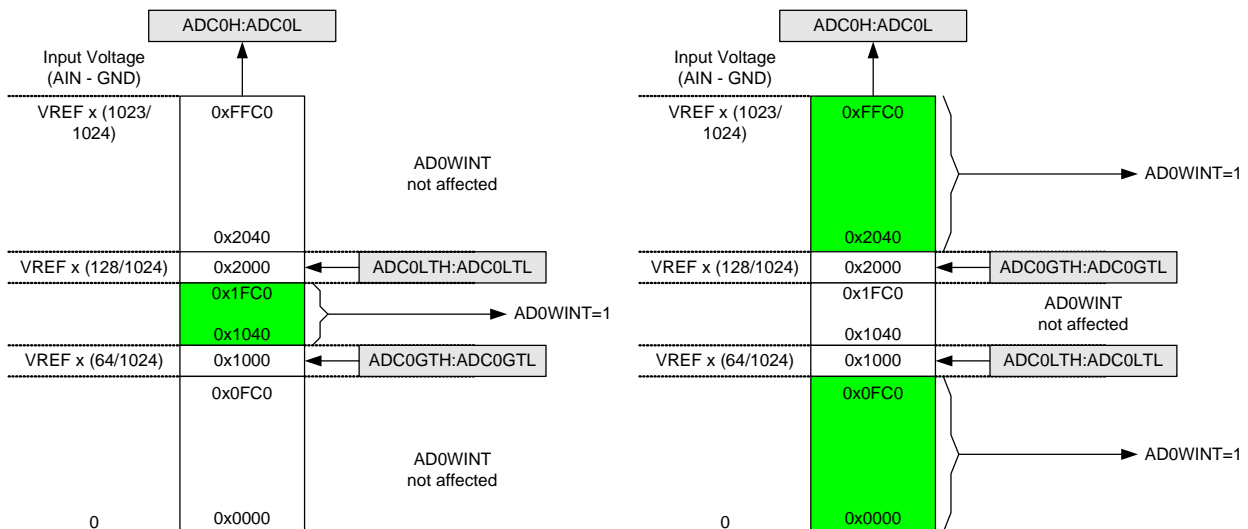 ADC0H:ADC0L
Input Voltage
(AIN - GND)
VREF x (1023/
1024)
0xFFC0
AD0WINT
not affected
0x2040
VREF x (128/1024)
0x2000
ADC0LTH:ADC0LTL
0x1FC0
AD0WINT=1
0x1040
VREF x (64/1024)
0x1000
ADC0GTH:ADC0GTL
0x0FC0
AD0WINT
not affected
0
0x0000
ADC0H:ADC0L
Input Voltage
(AIN - GND)
VREF x (1023/
1024)
0xFFC0
AD0WINT=1
0x2040
VREF x (128/1024)
0x2000
ADC0GTH:ADC0GTL
0x1FC0
AD0WINT
not affected
0x1040
VREF x (64/1024)
0x1000
ADC0LTH:ADC0LTL
0x0FC0
AD0WINT=1
0
0x0000